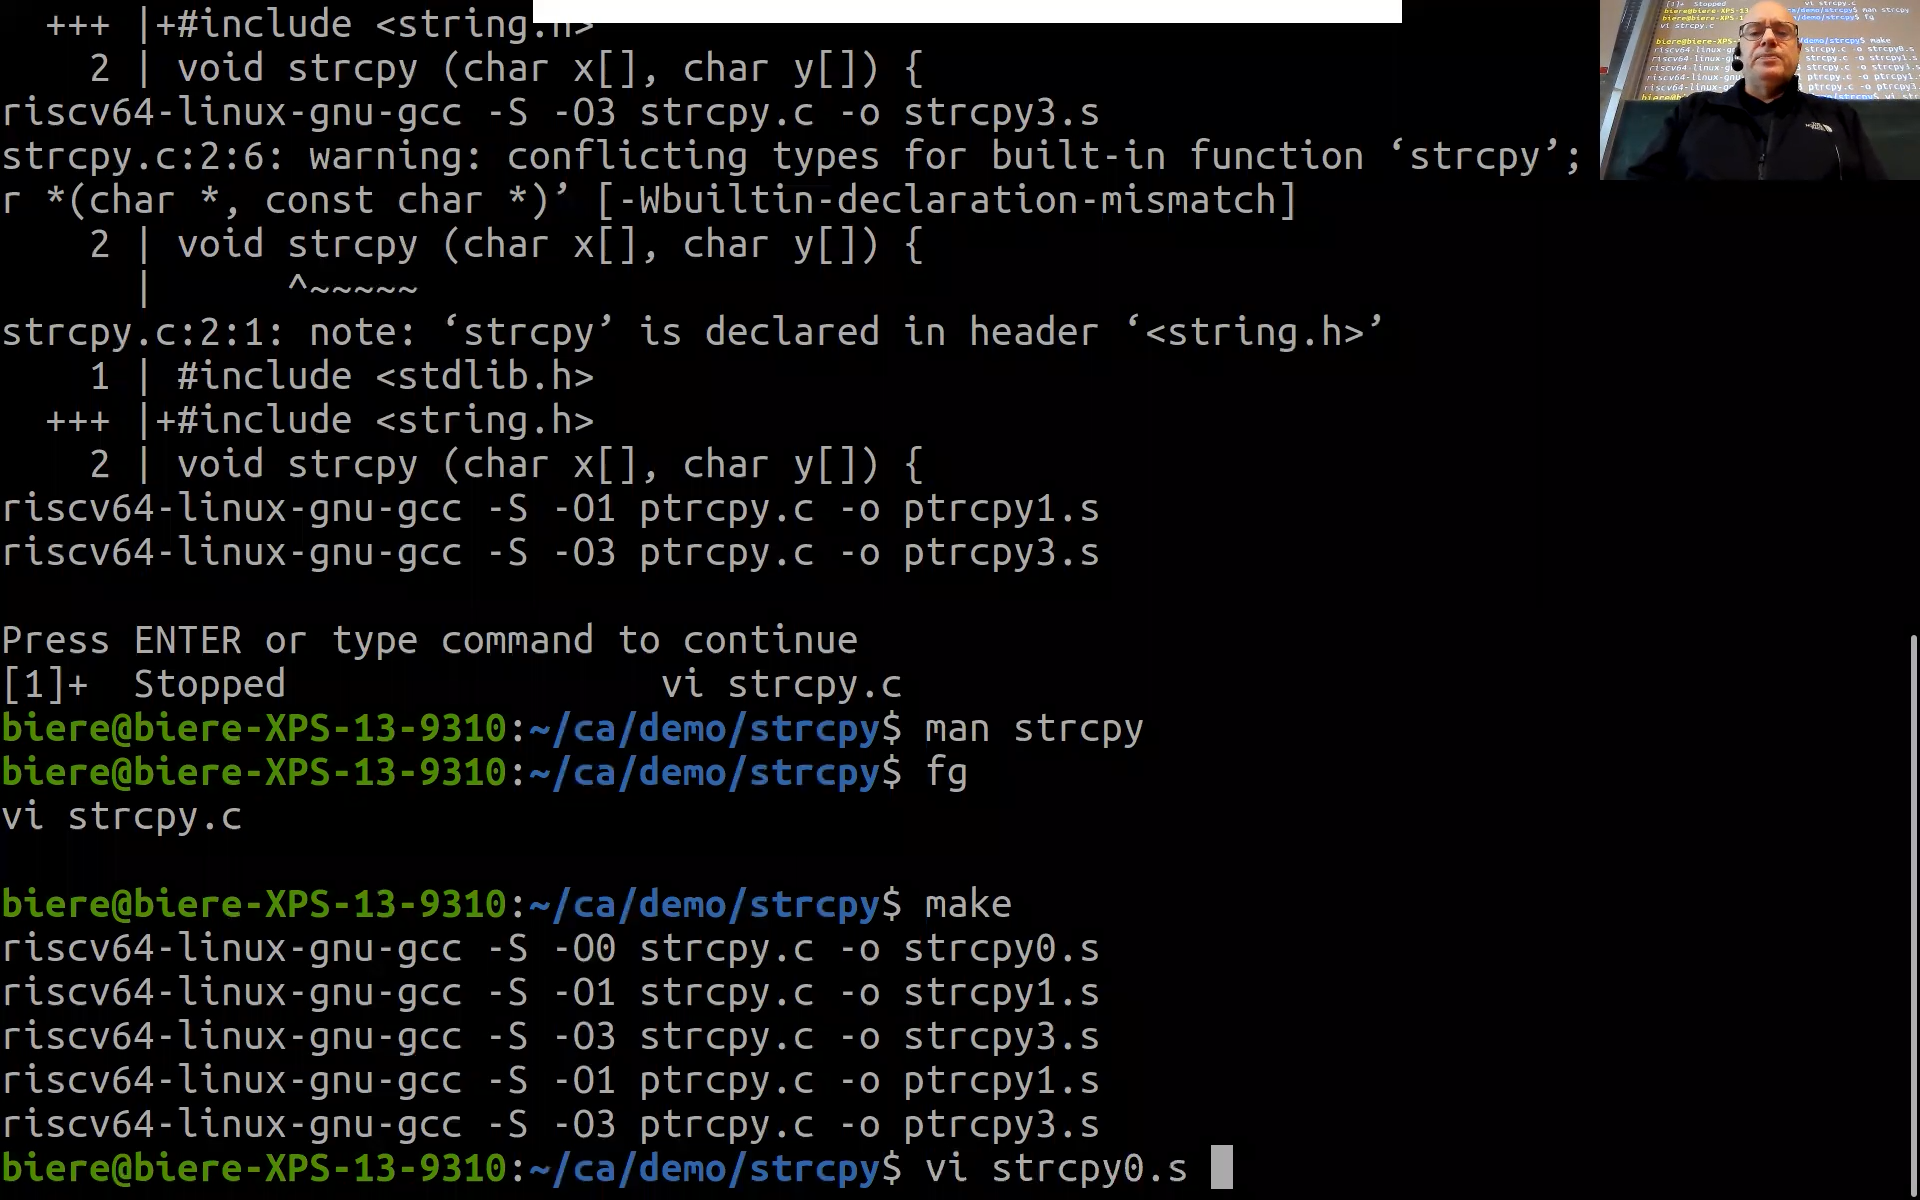 +++ |+#include <string.h>
2 | void strcpy (char x[], char y[]) {
riscv64-linux-gnu-gcc -S -O3 strcpy.c -o strcpy3.s
strcpy.c:2:6: warning: conflicting types for built-in function ‘strcpy’;
r *(char *, const char *)’ [-Wbuiltin-declaration-mismatch]
2 | void strcpy (char x[], char y[]) {
| ^~~~~~
strcpy.c:2:1: note: ‘strcpy’ is declared in header ‘<string.h>’
1 | #include <stdlib.h>
+++ |+#include <string.h>
2 | void strcpy (char x[], char y[]) {
riscv64-linux-gnu-gcc -S -O1 ptrcpy.c -o ptrcpy1.s
riscv64-linux-gnu-gcc -S -O3 ptrcpy.c -o ptrcpy3.s
Press ENTER or type command to continue
[1]+  Stopped                 vi strcpy.c
biere@biere-XPS-13-9310:~/ca/demo/strcpy$ man strcpy
biere@biere-XPS-13-9310:~/ca/demo/strcpy$ fg
vi strcpy.c
biere@biere-XPS-13-9310:~/ca/demo/strcpy$ make
riscv64-linux-gnu-gcc -S -O0 strcpy.c -o strcpy0.s
riscv64-linux-gnu-gcc -S -O1 strcpy.c -o strcpy1.s
riscv64-linux-gnu-gcc -S -O3 strcpy.c -o strcpy3.s
riscv64-linux-gnu-gcc -S -O1 ptrcpy.c -o ptrcpy1.s
riscv64-linux-gnu-gcc -S -O3 ptrcpy.c -o ptrcpy3.s
biere@biere-XPS-13-9310:~/ca/demo/strcpy$ vi strcpy0.s